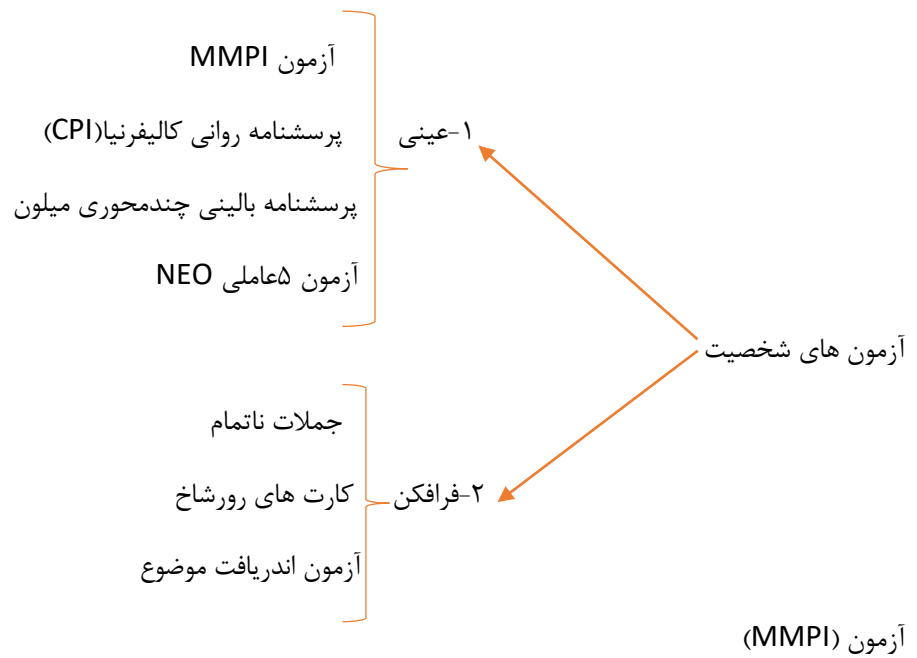 آزمون های شخصیت
۱-عینی
آزمون MMPI
پرسشنامه روانی کالیفرنیا(CPI)
پرسشنامه بالینی چندمحوری میلون
آزمون ۵عاملی NEO
۲-فرافکن
جملات ناتمام
کارت های رورشاخ
آزمون اندریافت موضوع
آزمون (MMPI)